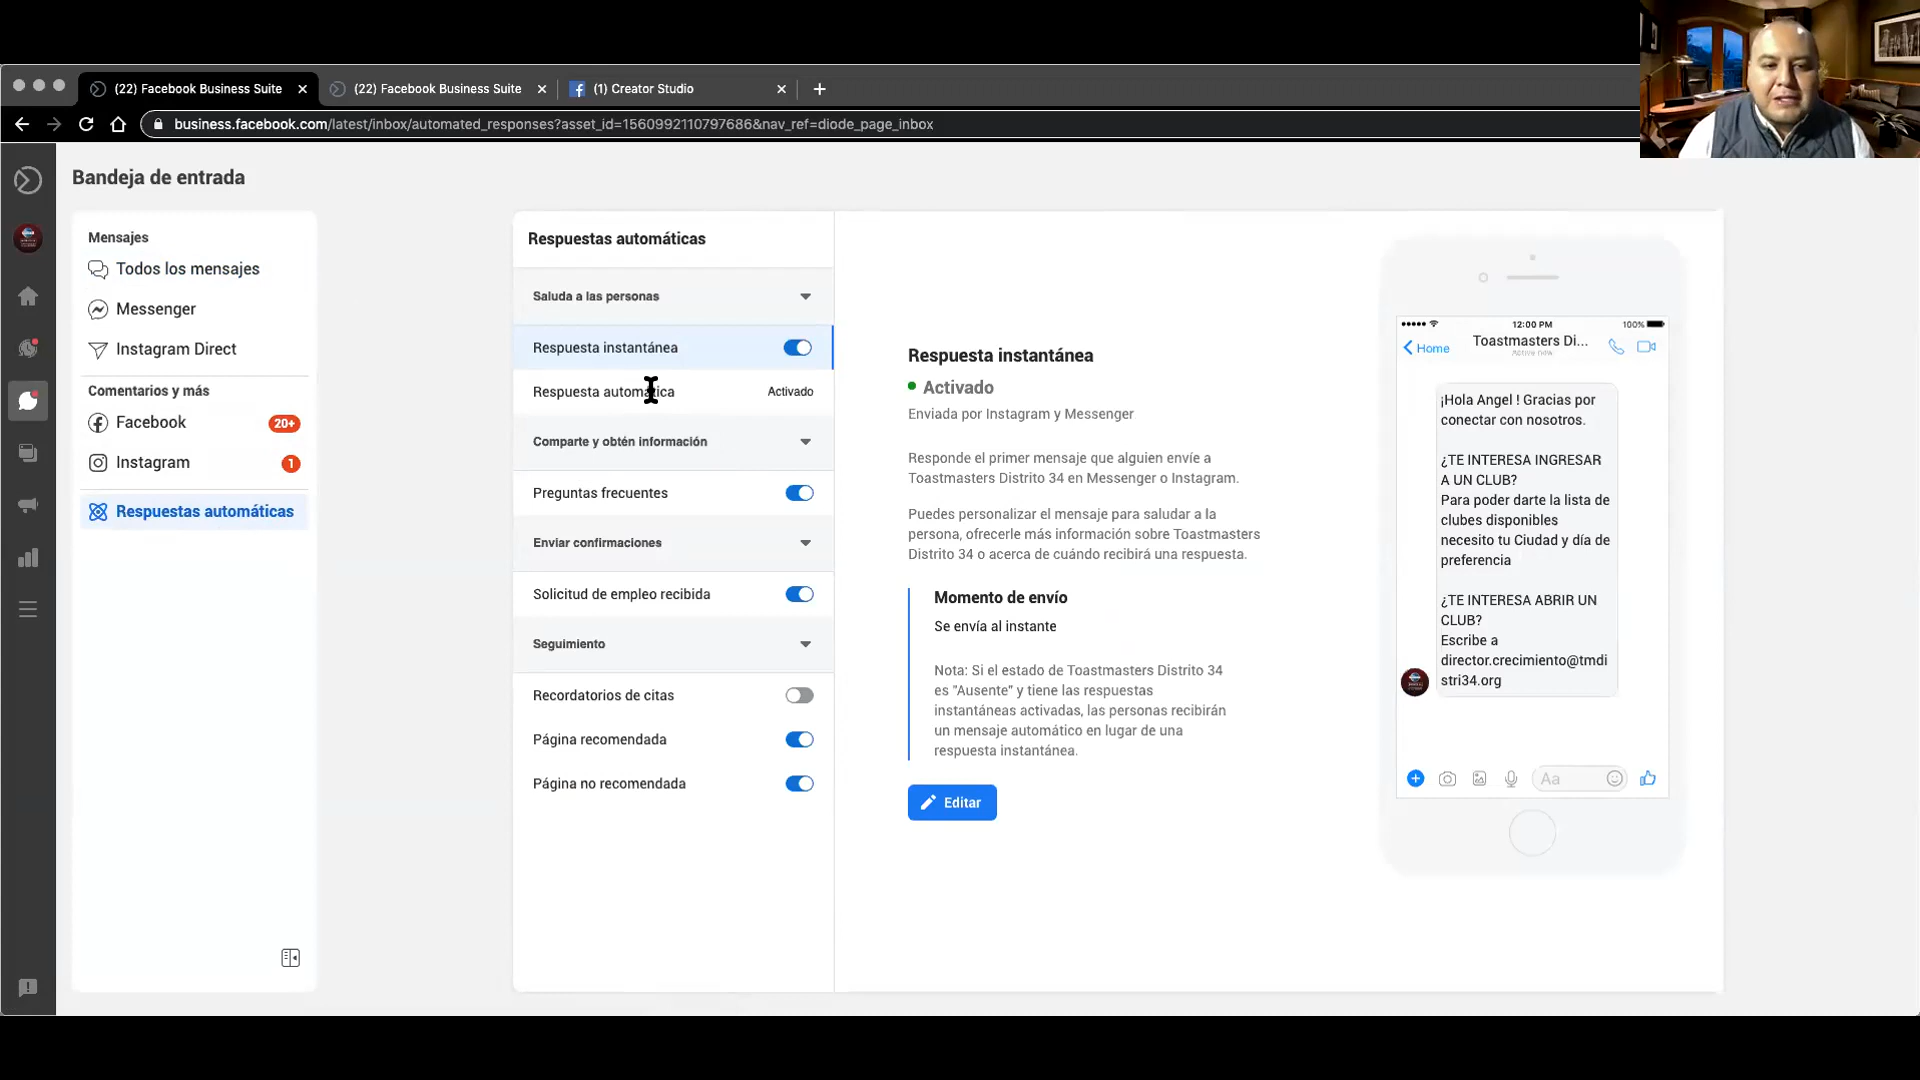 (22) Facebook Business Suite
(22) Facebook Business Suite
(1) Creator Studio
business.facebook.com/latest/inbox/automated_responses?asset_id=1560992110797686&nav_ref=diode_page_inbox
Bandeja de entrada
Mensajes
Todos los mensajes
Messenger
Instagram Direct
Comentarios y más
Facebook 20+
Instagram 1
Respuestas automáticas
Respuestas automáticas
Saluda a las personas
Respuesta instantánea
Respuesta automática Activado
Comparte y obtén información
Preguntas frecuentes
Enviar confirmaciones
Solicitud de empleo recibida
Seguimiento
Recordatorios de citas
Página recomendada
Página no recomendada
Respuesta instantánea
Activado
Enviada por Instagram y Messenger
Responde el primer mensaje que alguien envíe a
Toastmasters Distrito 34 en Messenger o Instagram.
Puedes personalizar el mensaje para saludar a la
persona, ofrecerle más información sobre Toastmasters
Distrito 34 o acerca de cuándo recibirá una respuesta.
Momento de envío
Se envía al instante
Nota: Si el estado de Toastmasters Distrito 34
es "Ausente" y tiene las respuestas
instantáneas activadas, las personas recibirán
un mensaje automático en lugar de una
respuesta instantánea.
Editar
12:00 PM 100%
Home Toastmasters Di...
Active now
¡Hola Angel ! Gracias por
conectar con nosotros.
¿TE INTERESA INGRESAR
A UN CLUB?
Para poder darte la lista de
clubes disponibles
necesito tu Ciudad y día de
preferencia
¿TE INTERESA ABRIR UN
CLUB?
Escribe a
director.crecimiento@tmdi
stri34.org
Aa